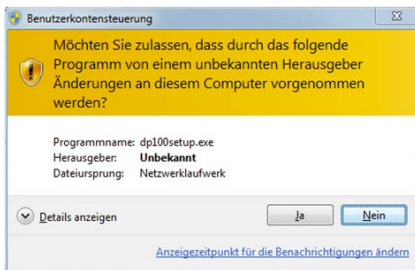 Benutzerkontensteuerung
Möchten Sie zulassen, dass durch das folgende
Programm von einem unbekannten Herausgeber
Änderungen an diesem Computer vorgenommen
werden?
Programmname: dp100setup.exe
Herausgeber: Unbekannt
Dateiursprung: Netzwerklaufwerk
Details anzeigen
Ja
Nein
Anzeigezeitpunkt für die Benachrichtigungen ändern